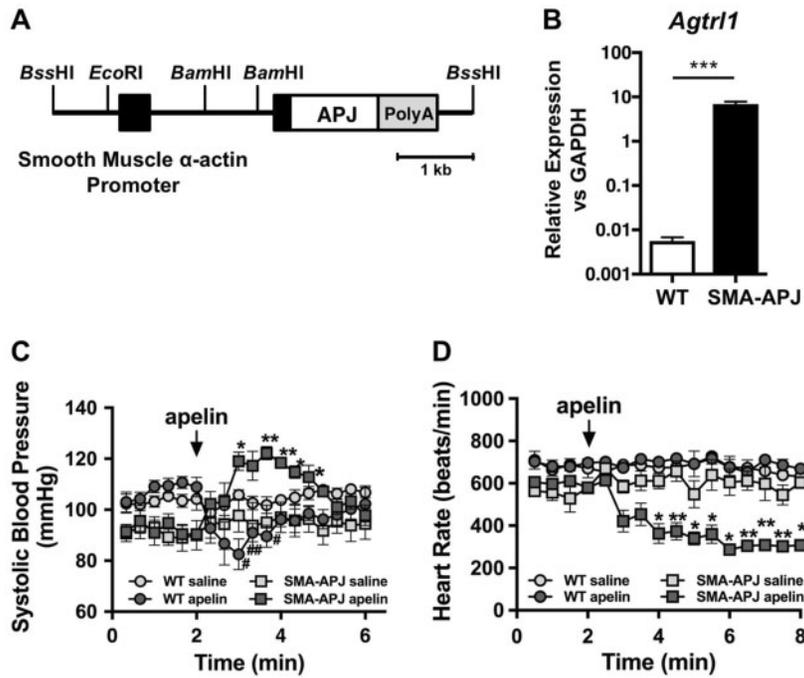 A
BssHI EcoRI BamHI BamHI BssHI
APJ PolyA
Smooth Muscle α-actin
Promoter
1 kb
B
Agtrl1
Relative Expression
vs GAPDH
100
10
1
0.1
0.01
0.001
***
WT SMA-APJ
C
Systolic Blood Pressure
(mmHg)
140
120
100
80
60
apelin
* ** ** * *
# ## #
WT saline SMA-APJ saline
WT apelin SMA-APJ apelin
0 2 4 6
Time (min)
D
Heart Rate (beats/min)
1000
800
600
400
200
0
apelin
* ** * * * ** ** ** *
WT saline SMA-APJ saline
WT apelin SMA-APJ apelin
0 2 4 6 8
Time (min)